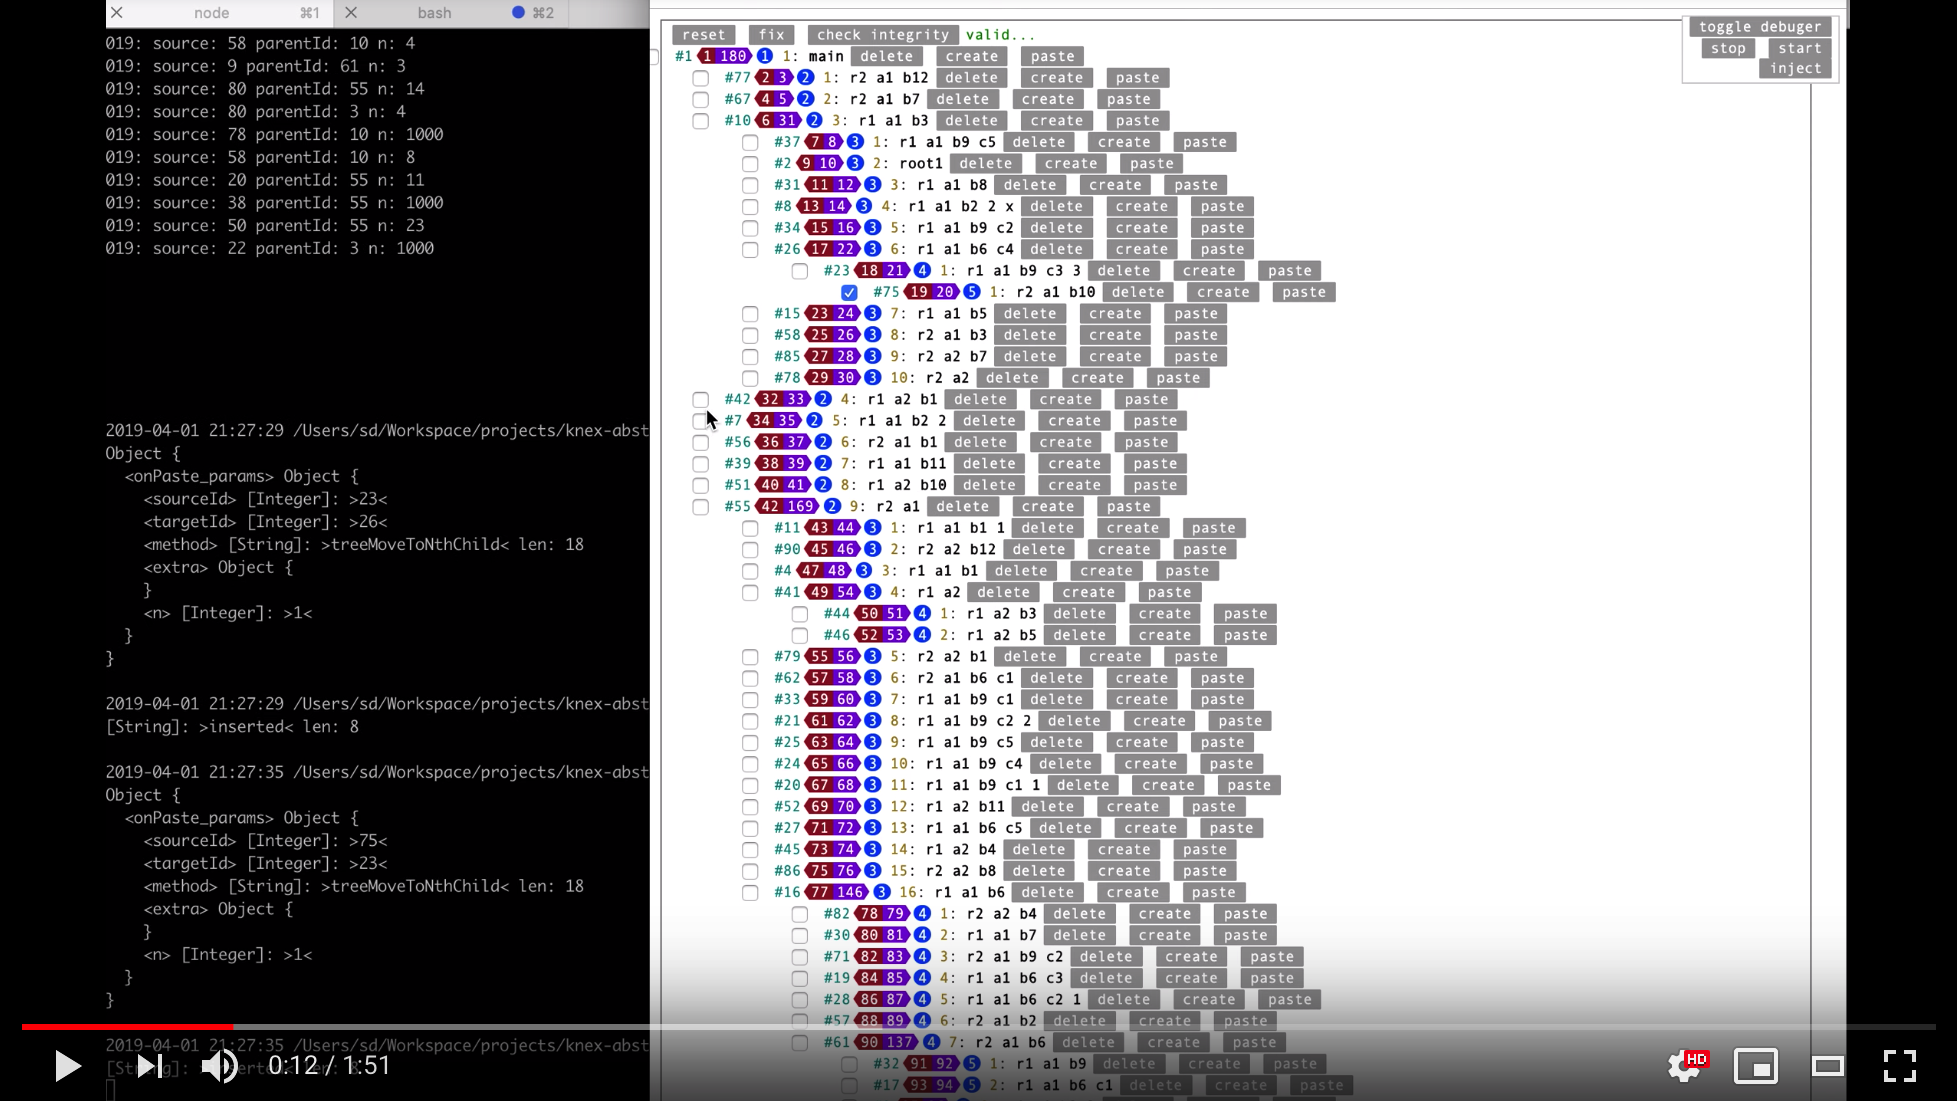 node ⌘1 bash ⌘2
019: source: 58 parentId: 10 n: 4
019: source: 9 parentId: 61 n: 3
019: source: 80 parentId: 55 n: 14
019: source: 80 parentId: 3 n: 4
019: source: 78 parentId: 10 n: 1000
019: source: 58 parentId: 10 n: 8
019: source: 20 parentId: 55 n: 11
019: source: 38 parentId: 55 n: 1000
019: source: 50 parentId: 55 n: 23
019: source: 22 parentId: 3 n: 1000
2019-04-01 21:27:29 /Users/sd/Workspace/projects/knex-abst
Object {
<onPaste_params> Object {
<sourceId> [Integer]: >23<
<targetId> [Integer]: >26<
<method> [String]: >treeMoveToNthChild< len: 18
<extra> Object {
}
<n> [Integer]: >1<
}
}
2019-04-01 21:27:29 /Users/sd/Workspace/projects/knex-abst
[String]: >inserted< len: 8
2019-04-01 21:27:35 /Users/sd/Workspace/projects/knex-abst
Object {
<onPaste_params> Object {
<sourceId> [Integer]: >75<
<targetId> [Integer]: >23<
<method> [String]: >treeMoveToNthChild< len: 18
<extra> Object {
}
<n> [Integer]: >1<
}
}
2019-04-01 21:27:35 /Users/sd/Workspace/projects/knex-abst
reset fix check integrity valid...
#1 1 180 1 1: main delete create paste
#77 2 3 2 1: r2 a1 b12 delete create paste
#67 4 5 2 2: r2 a1 b7 delete create paste
#10 6 31 2 3: r1 a1 b3 delete create paste
#37 7 8 3 1: r1 a1 b9 c5 delete create paste
#2 9 10 3 2: root1 delete create paste
#31 11 12 3 3: r1 a1 b8 delete create paste
#8 13 14 3 4: r1 a1 b2 2 x delete create paste
#34 15 16 3 5: r1 a1 b9 c2 delete create paste
#26 17 22 3 6: r1 a1 b6 c4 delete create paste
#23 18 21 4 1: r1 a1 b9 c3 3 delete create paste
#75 19 20 5 1: r2 a1 b10 delete create paste
#15 23 24 3 7: r1 a1 b5 delete create paste
#58 25 26 3 8: r2 a1 b3 delete create paste
#85 27 28 3 9: r2 a2 b7 delete create paste
#78 29 30 3 10: r2 a2 delete create paste
#42 32 33 2 4: r1 a2 b1 delete create paste
#7 34 35 2 5: r1 a1 b2 2 delete create paste
#56 36 37 2 6: r2 a1 b1 delete create paste
#39 38 39 2 7: r1 a1 b11 delete create paste
#51 40 41 2 8: r1 a2 b10 delete create paste
#55 42 169 2 9: r2 a1 delete create paste
#11 43 44 3 1: r1 a1 b1 1 delete create paste
#90 45 46 3 2: r2 a2 b12 delete create paste
#4 47 48 3 3: r1 a1 b1 delete create paste
#41 49 54 3 4: r1 a2 delete create paste
#44 50 51 4 1: r1 a2 b3 delete create paste
#46 52 53 4 2: r1 a2 b5 delete create paste
#79 55 56 3 5: r2 a2 b1 delete create paste
#62 57 58 3 6: r2 a1 b6 c1 delete create paste
#33 59 60 3 7: r1 a1 b9 c1 delete create paste
#21 61 62 3 8: r1 a1 b9 c2 2 delete create paste
#25 63 64 3 9: r1 a1 b9 c5 delete create paste
#24 65 66 3 10: r1 a1 b9 c4 delete create paste
#20 67 68 3 11: r1 a1 b9 c1 1 delete create paste
#52 69 70 3 12: r1 a2 b11 delete create paste
#27 71 72 3 13: r1 a1 b6 c5 delete create paste
#45 73 74 3 14: r1 a2 b4 delete create paste
#86 75 76 3 15: r2 a2 b8 delete create paste
#16 77 146 3 16: r1 a1 b6 delete create paste
#82 78 79 4 1: r2 a2 b4 delete create paste
#30 80 81 4 2: r1 a1 b7 delete create paste
#71 82 83 4 3: r2 a1 b9 c2 delete create paste
#19 84 85 4 4: r1 a1 b6 c3 delete create paste
#28 86 87 4 5: r1 a1 b6 c2 1 delete create paste
#57 88 89 4 6: r2 a1 b2 delete create paste
#61 90 137 4 7: r2 a1 b6 delete create paste
#32 91 92 5 1: r1 a1 b9 delete create paste
#17 93 94 5 2: r1 a1 b6 c1 delete create paste
toggle debuger
stop start
inject
0:12 / 1:51
HD